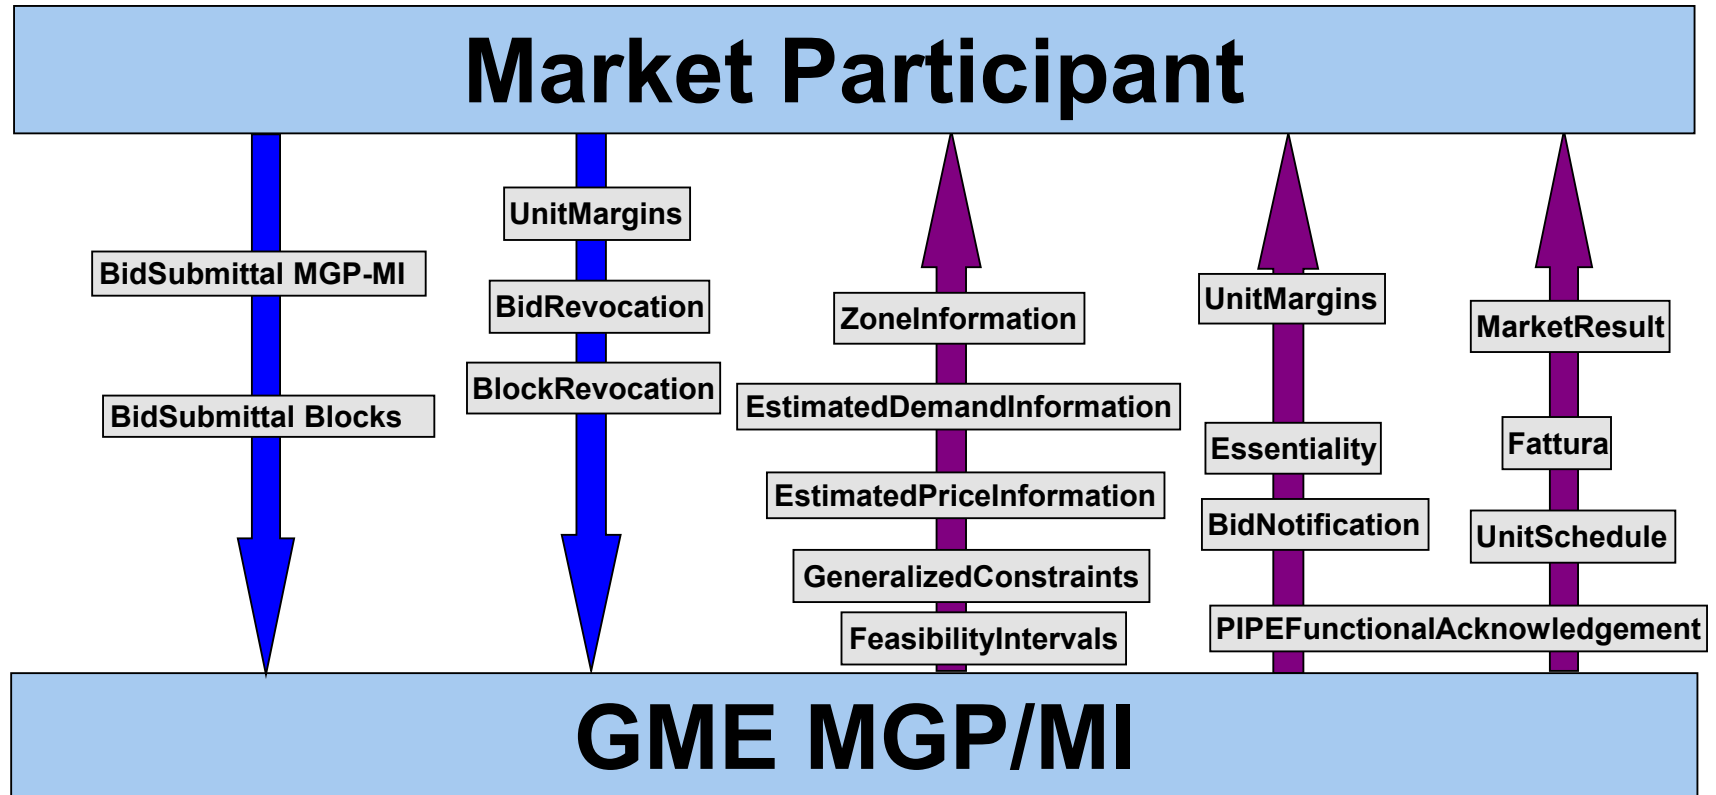 Market Participant
BidSubmittal MGP-MI
BidSubmittal Blocks
UnitMargins
BidRevocation
BlockRevocation
ZoneInformation
EstimatedDemandInformation
EstimatedPriceInformation
GeneralizedConstraints
FeasibilityIntervals
UnitMargins
Essentiality
BidNotification
MarketResult
Fattura
UnitSchedule
PIPEFunctionalAcknowledgement
GME MGP/MI